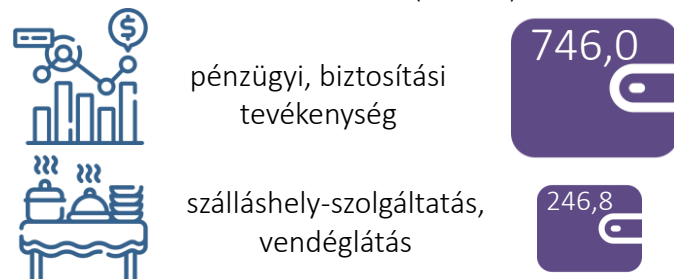 pénzügyi, biztosítási
tevékenység
746,0
szálláshely-szolgáltatás,
vendéglátás
246,8